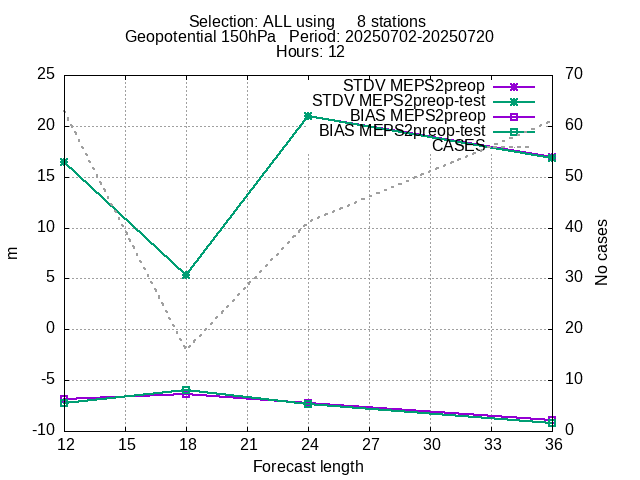 Selection: ALL using     8 stations
Geopotential 150hPa   Period: 20250702-20250720
Hours: 12
25
20
15
10
5
0
-5
-10
m
70
60
50
40
30
20
10
0
No cases
STDV MEPS2preop
STDV MEPS2preop-test
BIAS MEPS2preop
BIAS MEPS2preop-test
CASES
12 15 18 21 24 27 30 33 36
Forecast length